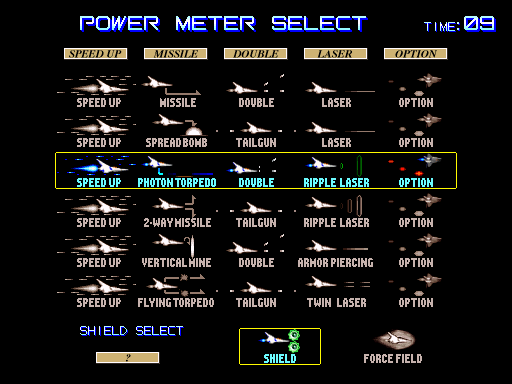 POWER METER SELECT TIME:09
SPEED UP MISSILE DOUBLE LASER OPTION
SPEED UP MISSILE DOUBLE LASER OPTION
SPEED UP SPREAD BOMB TAILGUN LASER OPTION
SPEED UP PHOTON TORPEDO DOUBLE RIPPLE LASER OPTION
SPEED UP 2-WAY MISSILE TAILGUN RIPPLE LASER OPTION
SPEED UP VERTICAL MINE DOUBLE ARMOR PIERCING OPTION
SPEED UP FLYING TORPEDO TAILGUN TWIN LASER OPTION
SHIELD SELECT
? SHIELD FORCE FIELD